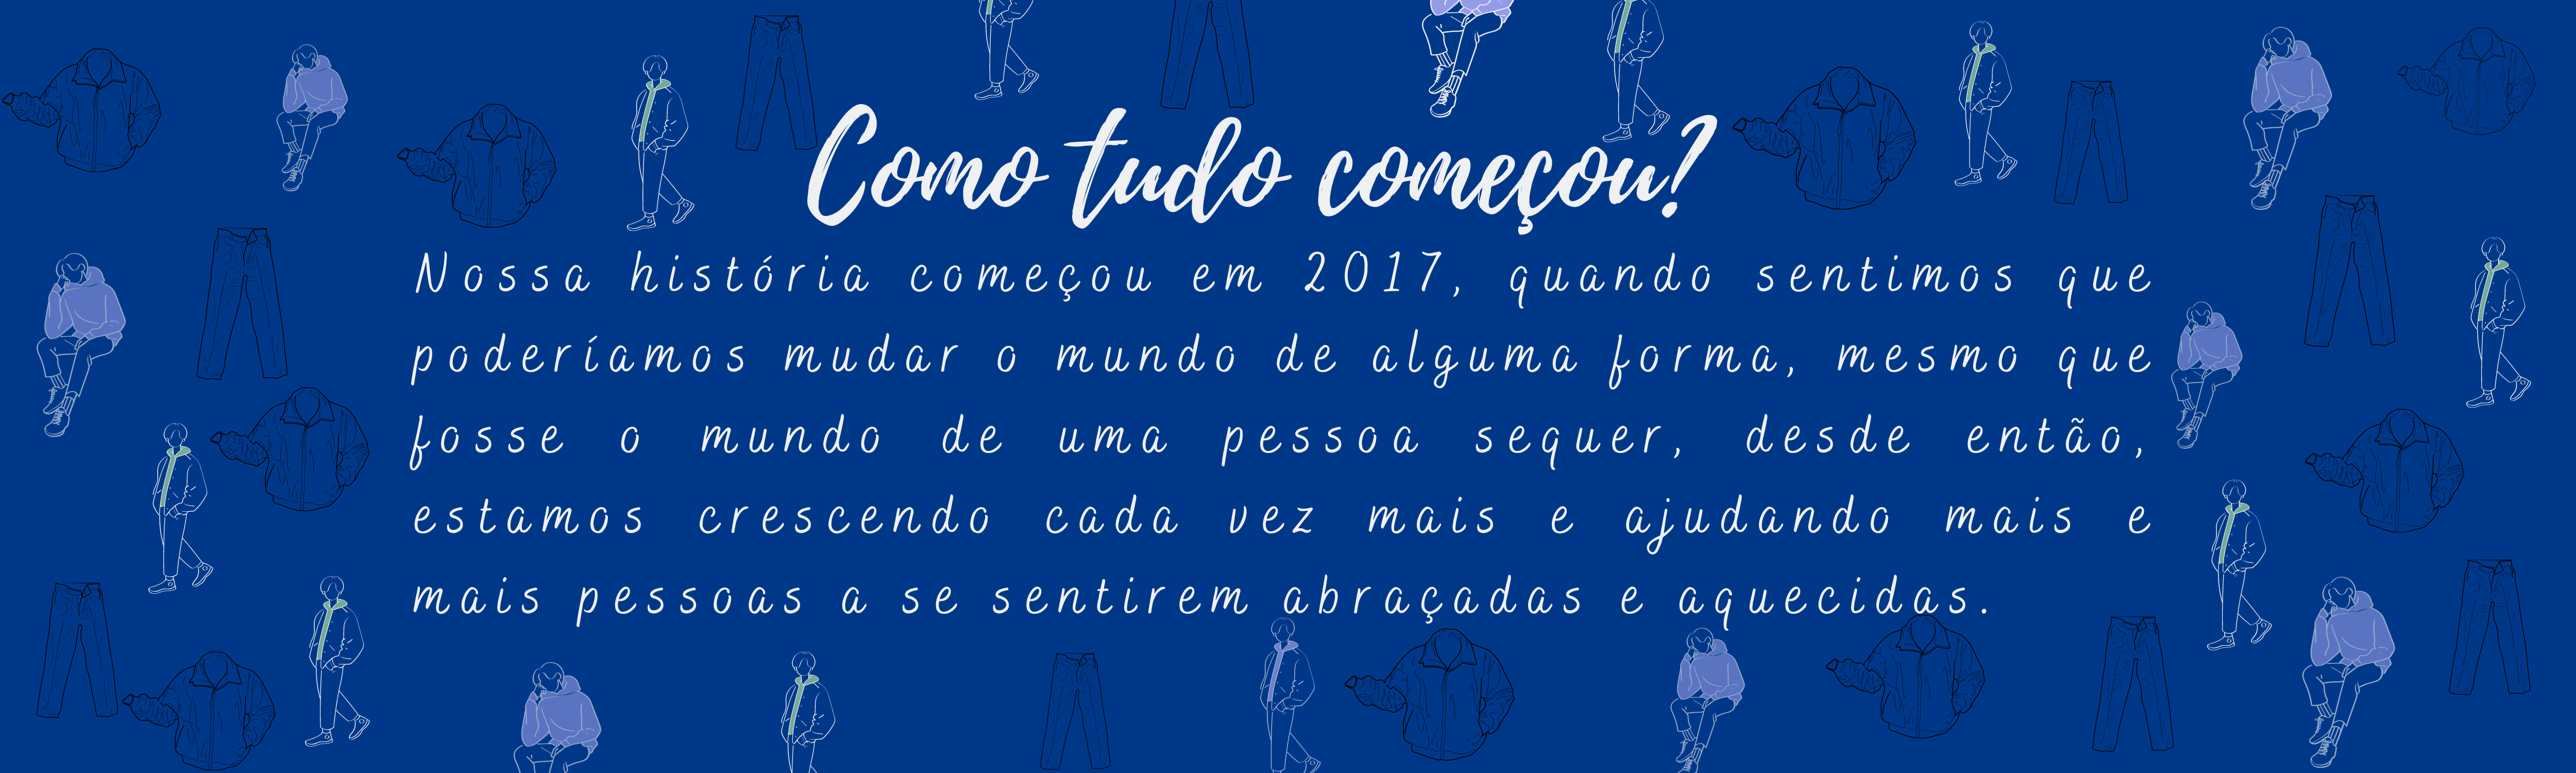 Como tudo começou?
Nossa história começou em 2017, quando sentimos que
poderíamos mudar o mundo de alguma forma, mesmo que
fosse o mundo de uma pessoa sequer, desde então,
estamos crescendo cada vez mais e ajudando mais e
mais pessoas a se sentirem abraçadas e aquecidas.